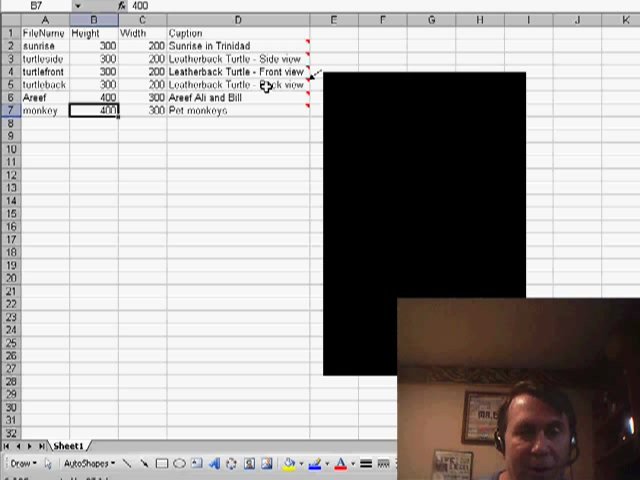 B7 fx 400
A B C D E F G H I J K
1 FileName Height Width Caption
2 sunrise 300 200 Sunrise in Trinidad
3 turtleside 300 200 Leatherback Turtle - Side view
4 turtlefront 300 200 Leatherback Turtle - Front view
5 turtleback 300 200 Leatherback Turtle - Back view
6 Areef 400 300 Areef Ali and Bill
7 monkey 400 300 Pet monkeys
8
9
10
11
12
13
14
15
16
17
18
19
20
21
22
23
24
25
26
27
28
29
30
31
32
Sheet1
Draw AutoShapes